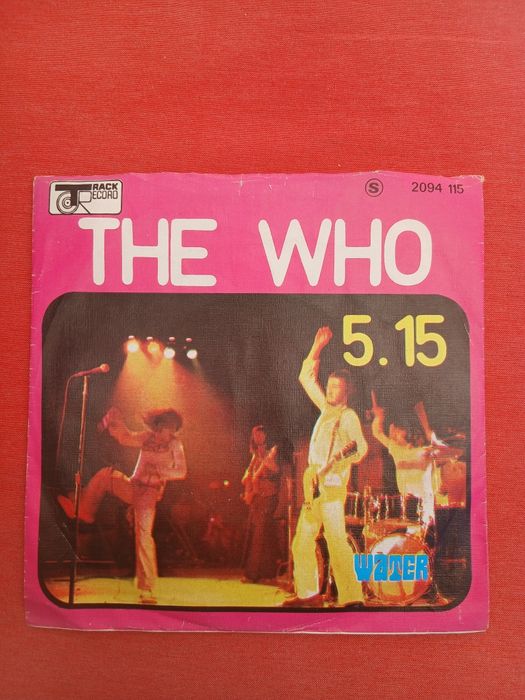 TRACK
RECORD
S 2094 115
THE WHO
5.15
WATER